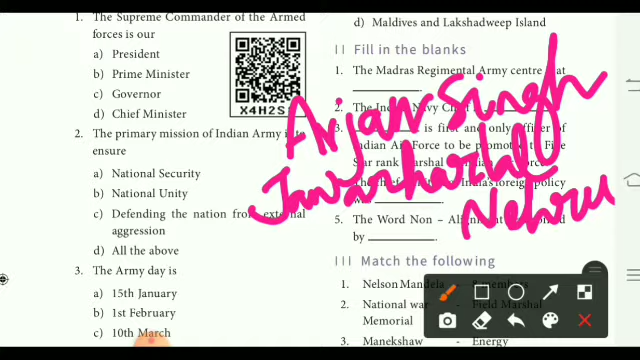 1. The Supreme Commander of the Armed
forces is our
a) President
b) Prime Minister
c) Governor
d) Chief Minister
X4H2S
2. The primary mission of Indian Army is to
ensure
a) National Security
b) National Unity
c) Defending the nation from external
aggression
d) All the above
3. The Army day is
a) 15th January
b) 1st February
c) 10th March
d) Maldives and Lakshadweep Island
II Fill in the blanks
1. The Madras Regimental Army centre at
2. The Navy
3. is first and only officer of
Indian Air Force to be promoted to Five
Star rank Marshal
foreign policy
was
5. The Word Non - Alignment
by
Arjan Singh
Jawaharlal
Nehru
III Match the following
1. Nelson Mandela - members
2. National war - Field Marshal
Memorial
3. Manekshaw - Energy